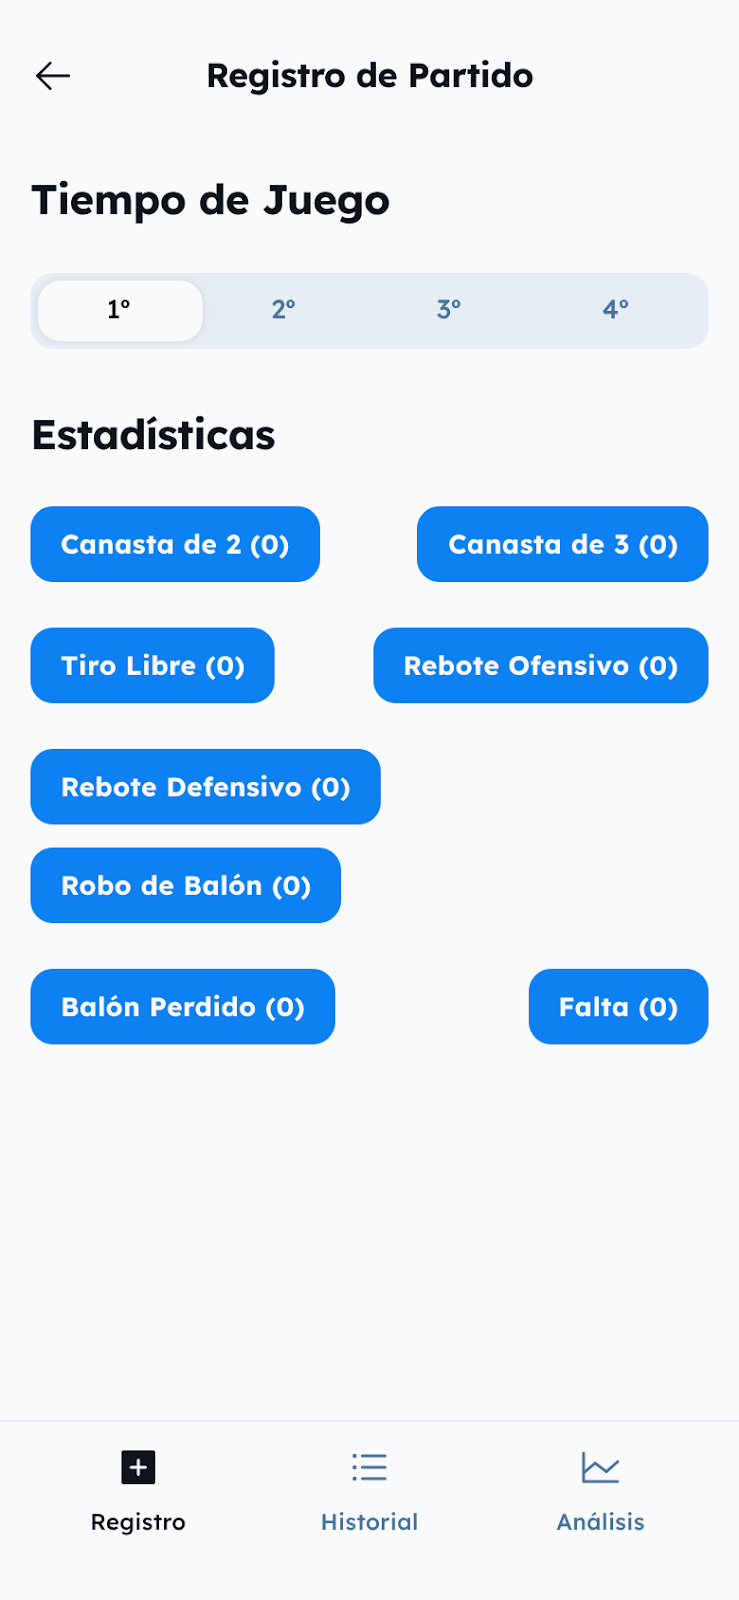 Registro de Partido
Tiempo de Juego
1º 2º 3º 4º
Estadísticas
Canasta de 2 (0) Canasta de 3 (0)
Tiro Libre (0) Rebote Ofensivo (0)
Rebote Defensivo (0)
Robo de Balón (0)
Balón Perdido (0) Falta (0)
Registro Historial Análisis